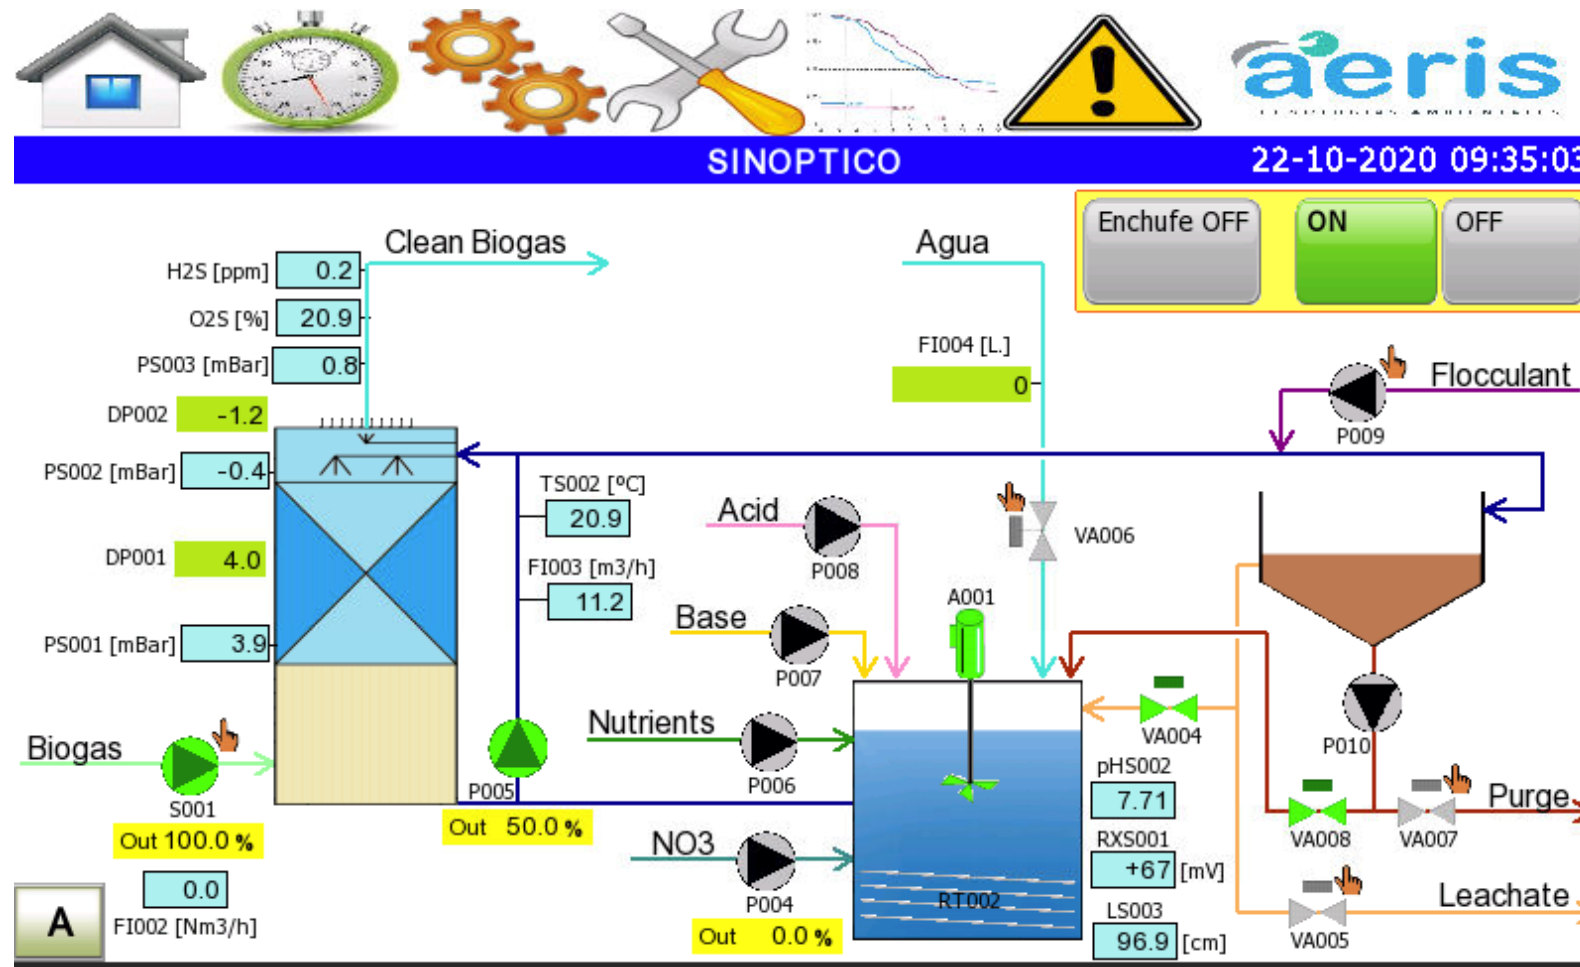 aeris
SINOPTICO
22-10-2020 09:35:03
Enchufe OFF
ON
OFF
Clean Biogas
Agua
H2S [ppm]
0.2
O2S [%]
20.9
PS003 [mBar]
0.8
FI004 [L.]
0
Flocculant
P009
DP002
-1.2
PS002 [mBar]
-0.4
TS002 [ºC]
20.9
Acid
P008
VA006
DP001
4.0
FI003 [m3/h]
11.2
A001
Base
P007
PS001 [mBar]
3.9
Nutrients
P006
VA004
P010
Biogas
S001
Out 100.0 %
P005
Out 50.0 %
pHS002
7.71
Purge
VA008
VA007
NO3
P004
Out 0.0 %
RXS001
+67 [mV]
RT002
LS003
96.9 [cm]
Leachate
VA005
0.0
FI002 [Nm3/h]
A